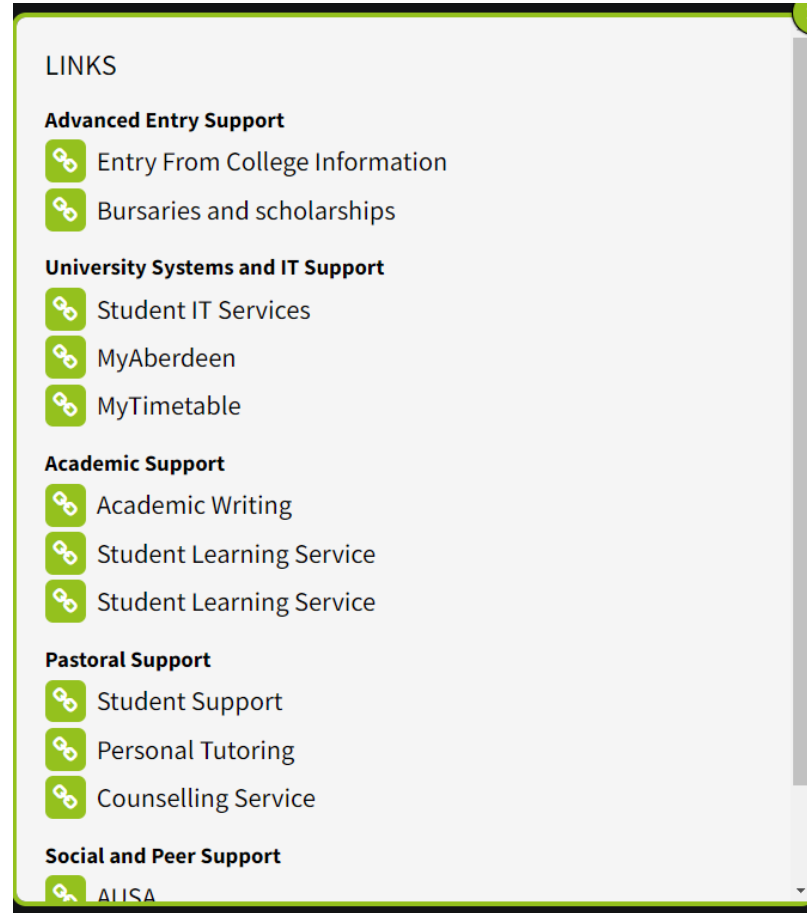 LINKS
Advanced Entry Support
Entry From College Information
Bursaries and scholarships
University Systems and IT Support
Student IT Services
MyAberdeen
MyTimetable
Academic Support
Academic Writing
Student Learning Service
Student Learning Service
Pastoral Support
Student Support
Personal Tutoring
Counselling Service
Social and Peer Support
AUSA